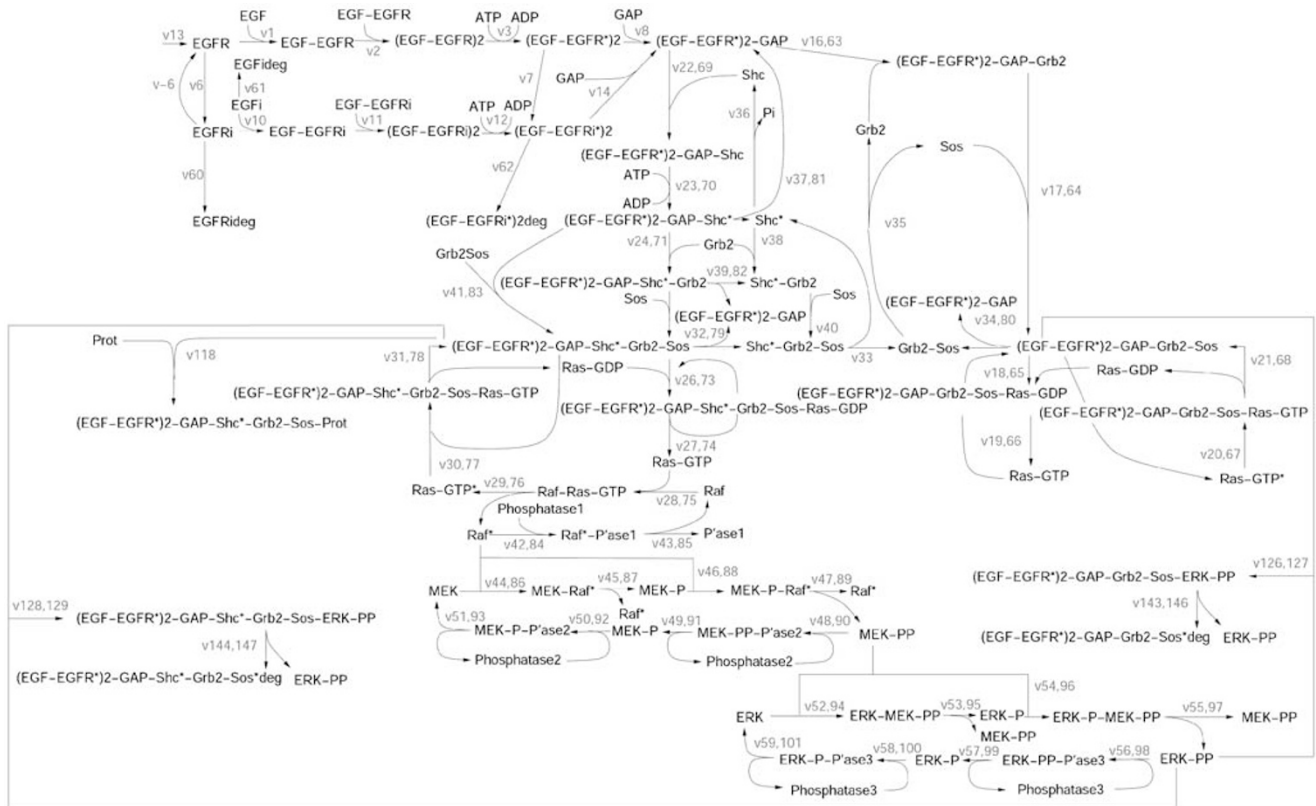 EGF EGF-EGFR ATP ADP GAP
v13 v1 v2 v3 v8 v16,63
EGFR EGF-EGFR (EGF-EGFR)2 (EGF-EGFR*)2 (EGF-EGFR*)2-GAP
(EGF-EGFR*)2-GAP-Grb2
EGFideg v22,69 Shc
v-6 v6 v61 v7 GAP v14
EGFi EGF-EGFRi ATP ADP v36 Pi
v10 v11 v12
EGFRi EGF-EGFRi (EGF-EGFRi)2 (EGF-EGFRi*)2 Grb2
Sos
(EGF-EGFR*)2-GAP-Shc
v60 v62 ATP v23,70 v37,81 v17,64
ADP
EGFRideg (EGF-EGFRi*)2deg (EGF-EGFR*)2-GAP-Shc* Shc* v35
v24,71 Grb2 v38
Grb2Sos
v39,82
(EGF-EGFR*)2-GAP-Shc*-Grb2 Shc*-Grb2
v41,83 Sos Sos (EGF-EGFR*)2-GAP
(EGF-EGFR*)2-GAP v34,80
v32,79 v40
Prot v118 v31,78 (EGF-EGFR*)2-GAP-Shc*-Grb2-Sos Shc*-Grb2-Sos v33 Grb2-Sos (EGF-EGFR*)2-GAP-Grb2-Sos
v21,68
Ras-GDP v26,73 v18,65 Ras-GDP
(EGF-EGFR*)2-GAP-Shc*-Grb2-Sos-Ras-GTP (EGF-EGFR*)2-GAP-Grb2-Sos-Ras-GDP
(EGF-EGFR*)2-GAP-Shc*-Grb2-Sos-Ras-GDP (EGF-EGFR*)2-GAP-Grb2-Sos-Ras-GTP
(EGF-EGFR*)2-GAP-Shc*-Grb2-Sos-Prot
v27,74 v19,66
v30,77 Ras-GTP v20,67
Ras-GTP Ras-GTP*
v29,76 v28,75
Ras-GTP* Raf-Ras-GTP Raf
Phosphatase1
Raf* Raf*-P'ase1 P'ase1
v42,84 v43,85
v126,127
v44,86 v45,87 v46,88 v47,89 (EGF-EGFR*)2-GAP-Grb2-Sos-ERK-PP
MEK MEK-Raf* MEK-P MEK-P-Raf* Raf*
v128,129 v143,146
Raf*
(EGF-EGFR*)2-GAP-Shc*-Grb2-Sos-ERK-PP v51,93 v50,92 v49,91 v48,90
MEK-P-P'ase2 MEK-P MEK-PP-P'ase2 MEK-PP (EGF-EGFR*)2-GAP-Grb2-Sos*deg ERK-PP
v144,147
Phosphatase2 Phosphatase2
(EGF-EGFR*)2-GAP-Shc*-Grb2-Sos*deg ERK-PP
v52,94 v53,95 v54,96 v55,97
ERK ERK-MEK-PP ERK-P ERK-P-MEK-PP MEK-PP
MEK-PP
v59,101 v58,100 v57,99 v56,98
ERK-P-P'ase3 ERK-P ERK-PP-P'ase3 ERK-PP
Phosphatase3 Phosphatase3